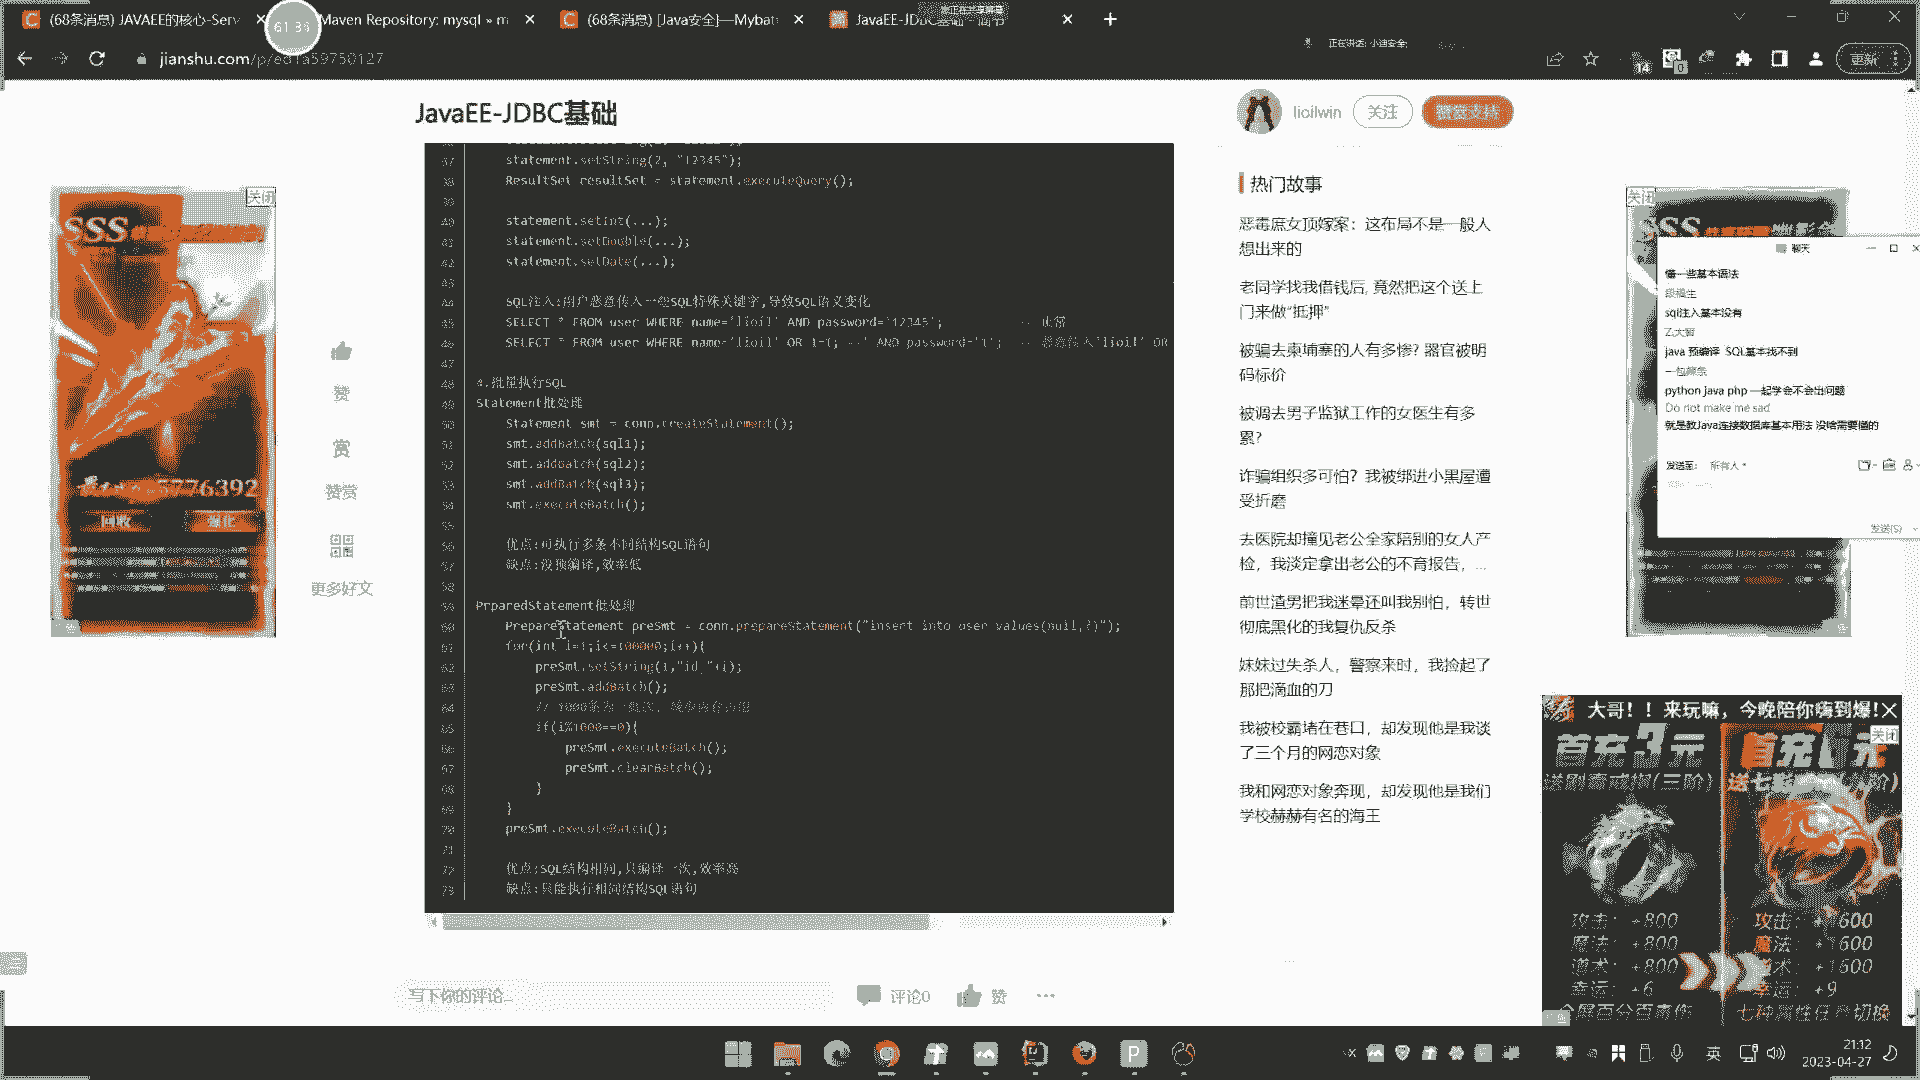 (68条消息) JAVAEE的核心-Serv
Maven Repository: mysql » m
(68条消息) [Java安全]—Mybat
JavaEE-JDBC基础 - 简书
61:36
正在讲话: 小迪安全;
jianshu.com/p/ed1a59750127
14
0
更新
JavaEE-JDBC基础
lioilwin
关注
赞赏支持
37 statement.setString(2, "12345");
38 ResultSet resultSet = statement.executeQuery();
39
40 statement.setInt(...);
41 statement.setDouble(...);
42 statement.setDate(...);
43
44 SQL注入:用户恶意传入一些SQL特殊关键字,导致SQL语义变化
45 SELECT * FROM user WHERE name='lioil' AND password='12345'; -- 正常
46 SELECT * FROM user WHERE name='lioil' OR 1=1; --' AND password='1'; -- 恶意传入'lioil' OR
47
48 4.批量执行SQL
49 Statement批处理
50 Statement smt = conn.createStatement();
51 smt.addBatch(sql1);
52 smt.addBatch(sql2);
53 smt.addBatch(sql3);
54 smt.executeBatch();
55
56 优点:可执行多条不同结构SQL语句
57 缺点:没预编译,效率低
58
59 PrparedStatement批处理
60 PrepareStatement preSmt = conn.prepareStatement("insert into user values(null,?)");
61 for(int i=1;i<=100000;i++){
62 preSmt.setString(1,"id_"+i);
63 preSmt.addBatch();
64 // 1000条为一批次, 减少内存占用
65 if(i%1000==0){
66 preSmt.executeBatch();
67 preSmt.clearBatch();
68 }
69 }
70 preSmt.executeBatch();
71
72 优点:SQL结构相同,只编译一次,效率高
73 缺点:只能执行相同结构SQL语句
赞
赏
赞赏
更多好文
写下你的评论...
评论0
赞
热门故事
恶毒庶女顶嫁案：这布局不是一般人
想出来的
老同学找我借钱后, 竟然把这个送上
门来做“抵押”
被骗去柬埔寨的人有多惨? 器官被明
码标价
被调去男子监狱工作的女医生有多
累?
诈骗组织多可怕？我被绑进小黑屋遭
受折磨
去医院却撞见老公全家陪别的女人产
检，我淡定拿出老公的不育报告，...
前世渣男把我迷晕还叫我别怕，转世
彻底黑化的我复仇反杀
妹妹过失杀人，警察来时，我捡起了
那把滴血的刀
我被校霸堵在巷口，却发现他是我谈
了三个月的网恋对象
我和网恋对象奔现，却发现他是我们
学校赫赫有名的海王
关闭
SSS
5776392
回收
强化
关闭
SSS
聊天
懂一些基本语法
sql注入基本没有
java 预编译 SQL基本找不到
python java php 一起学会不会出问题
Do not make me sad
就是教Java连接数据库基本用法 没啥需要懂的
发送至: 所有人
发送(S)
大哥！！来玩嘛，今晚陪你嗨到爆!
关闭
首充3元
首充6元
攻击: +800
魔法: +800
道术: +800
幸运: +6
攻击: +1600
魔法: +1600
道术: +1600
幸运: +9
七种属性任意切换
英
21:12
2023-04-27